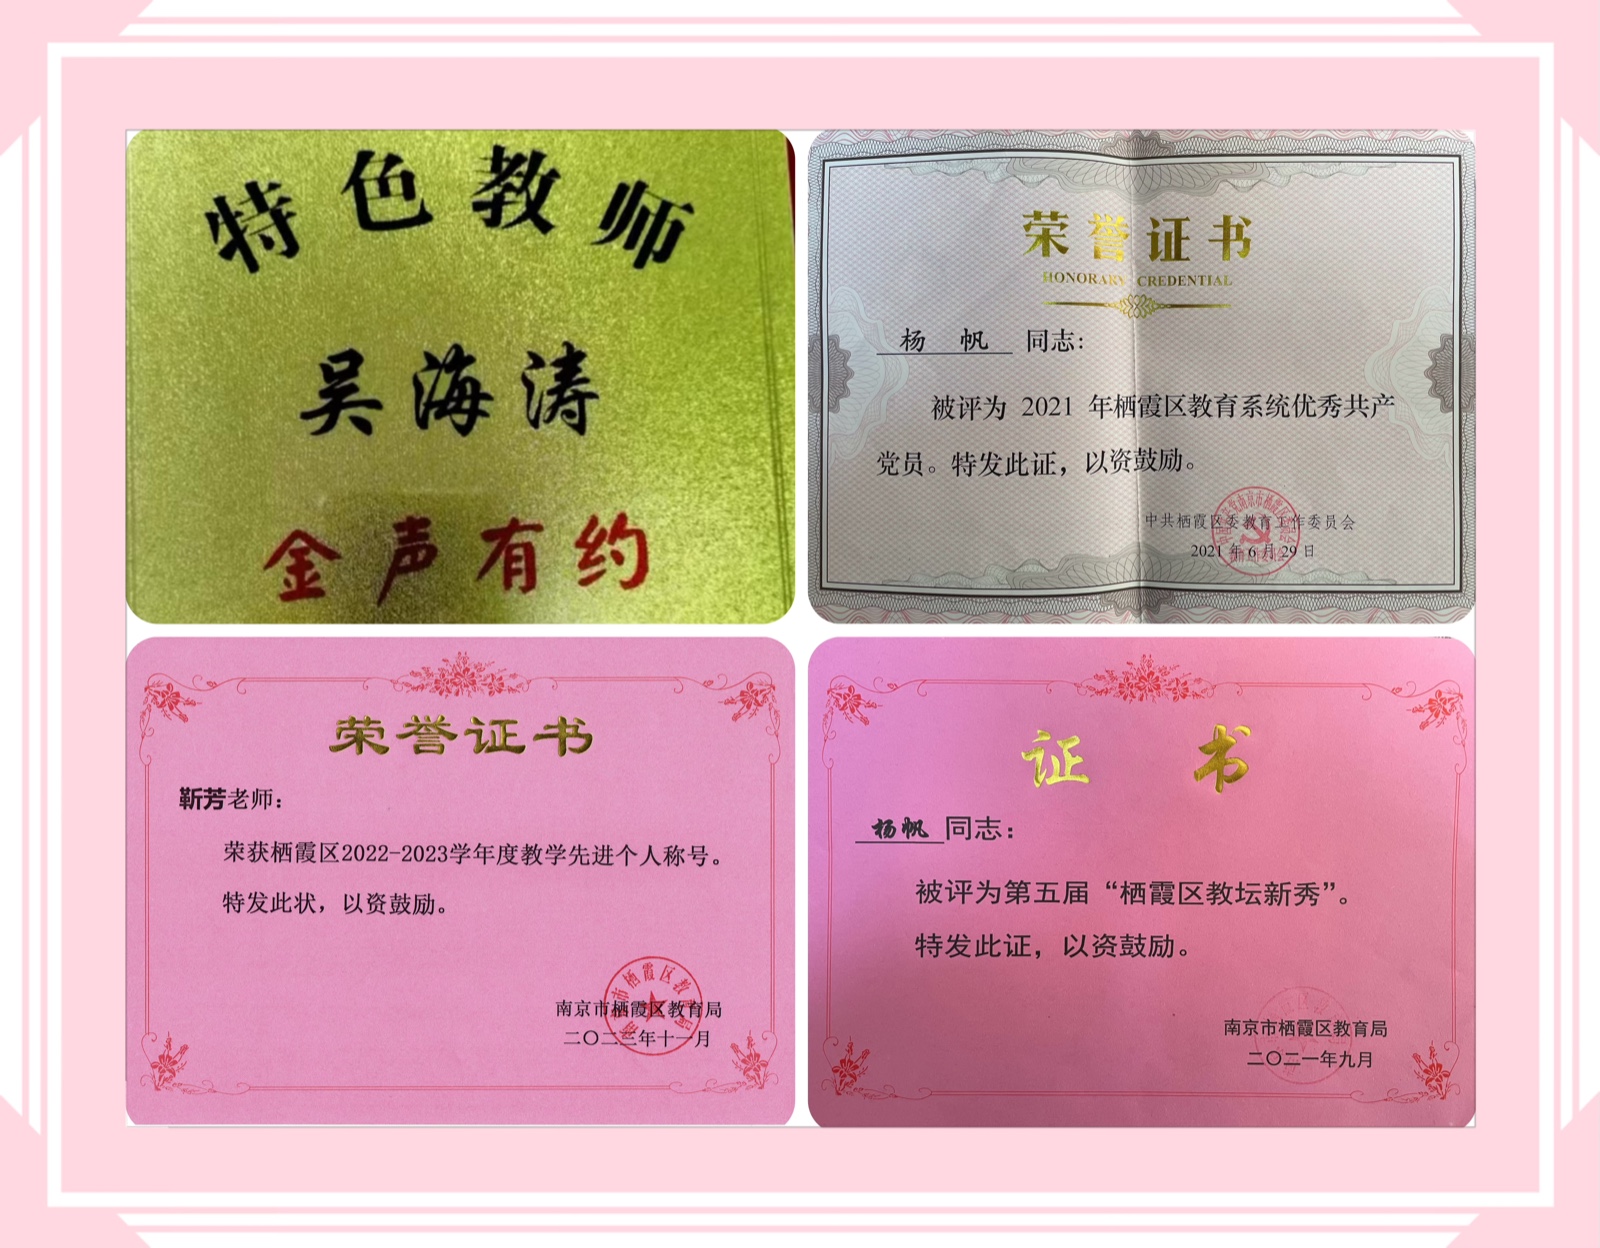 特色教师
吴海涛
金声有约
荣誉证书
HONORARY CREDENTIAL
杨 帆 同志:
被评为 2021 年栖霞区教育系统优秀共产
党员。特发此证，以资鼓励。
中共栖霞区委教育工作委员会
2021 年 6 月 29 日
荣誉证书
靳芳老师：
荣获栖霞区2022-2023学年度教学先进个人称号。
特发此状，以资鼓励。
南京市栖霞区教育局
二〇二三年十一月
证 书
杨帆 同志：
被评为第五届“栖霞区教坛新秀”。
特发此证，以资鼓励。
南京市栖霞区教育局
二〇二一年九月